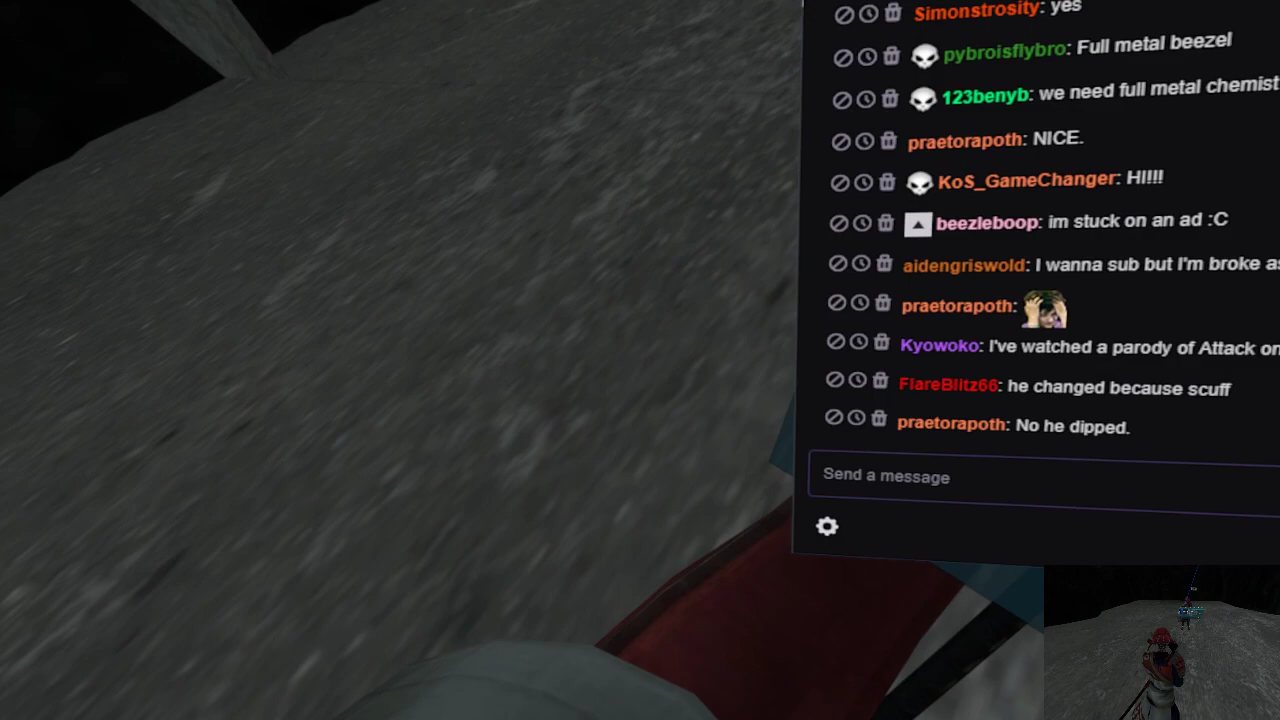 Simonstrosity: yes
pybroisflybro: Full metal beezel
123benyb: we need full metal chemist
praetorapoth: NICE.
KoS_GameChanger: HI!!!
beezleboop: im stuck on an ad :C
aidengriswold: I wanna sub but I'm broke as
praetorapoth:
Kyowoko: I've watched a parody of Attack on
FlareBlitz66: he changed because scuff
praetorapoth: No he dipped.
Send a message